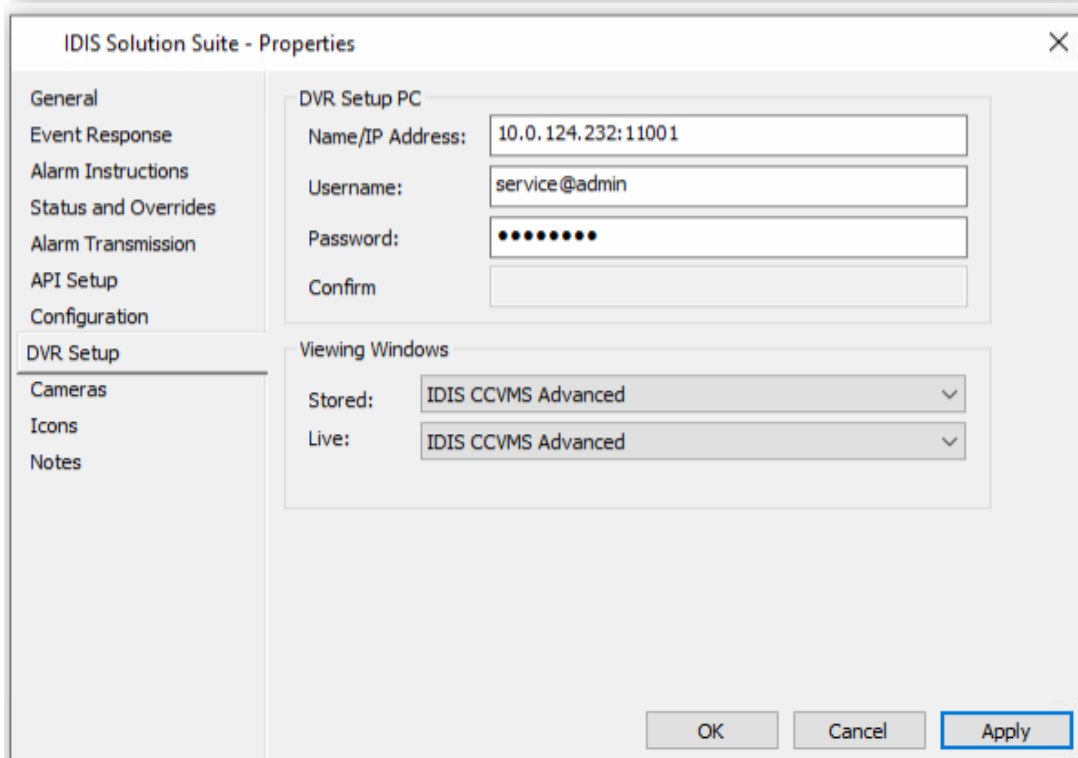 IDIS Solution Suite - Properties
General
Event Response
Alarm Instructions
Status and Overrides
Alarm Transmission
API Setup
Configuration
DVR Setup
Cameras
Icons
Notes
DVR Setup PC
Name/IP Address: 10.0.124.232:11001
Username: service@admin
Password: ●●●●●●●●
Confirm
Viewing Windows
Stored: IDIS CCVMS Advanced
Live: IDIS CCVMS Advanced
OK Cancel Apply